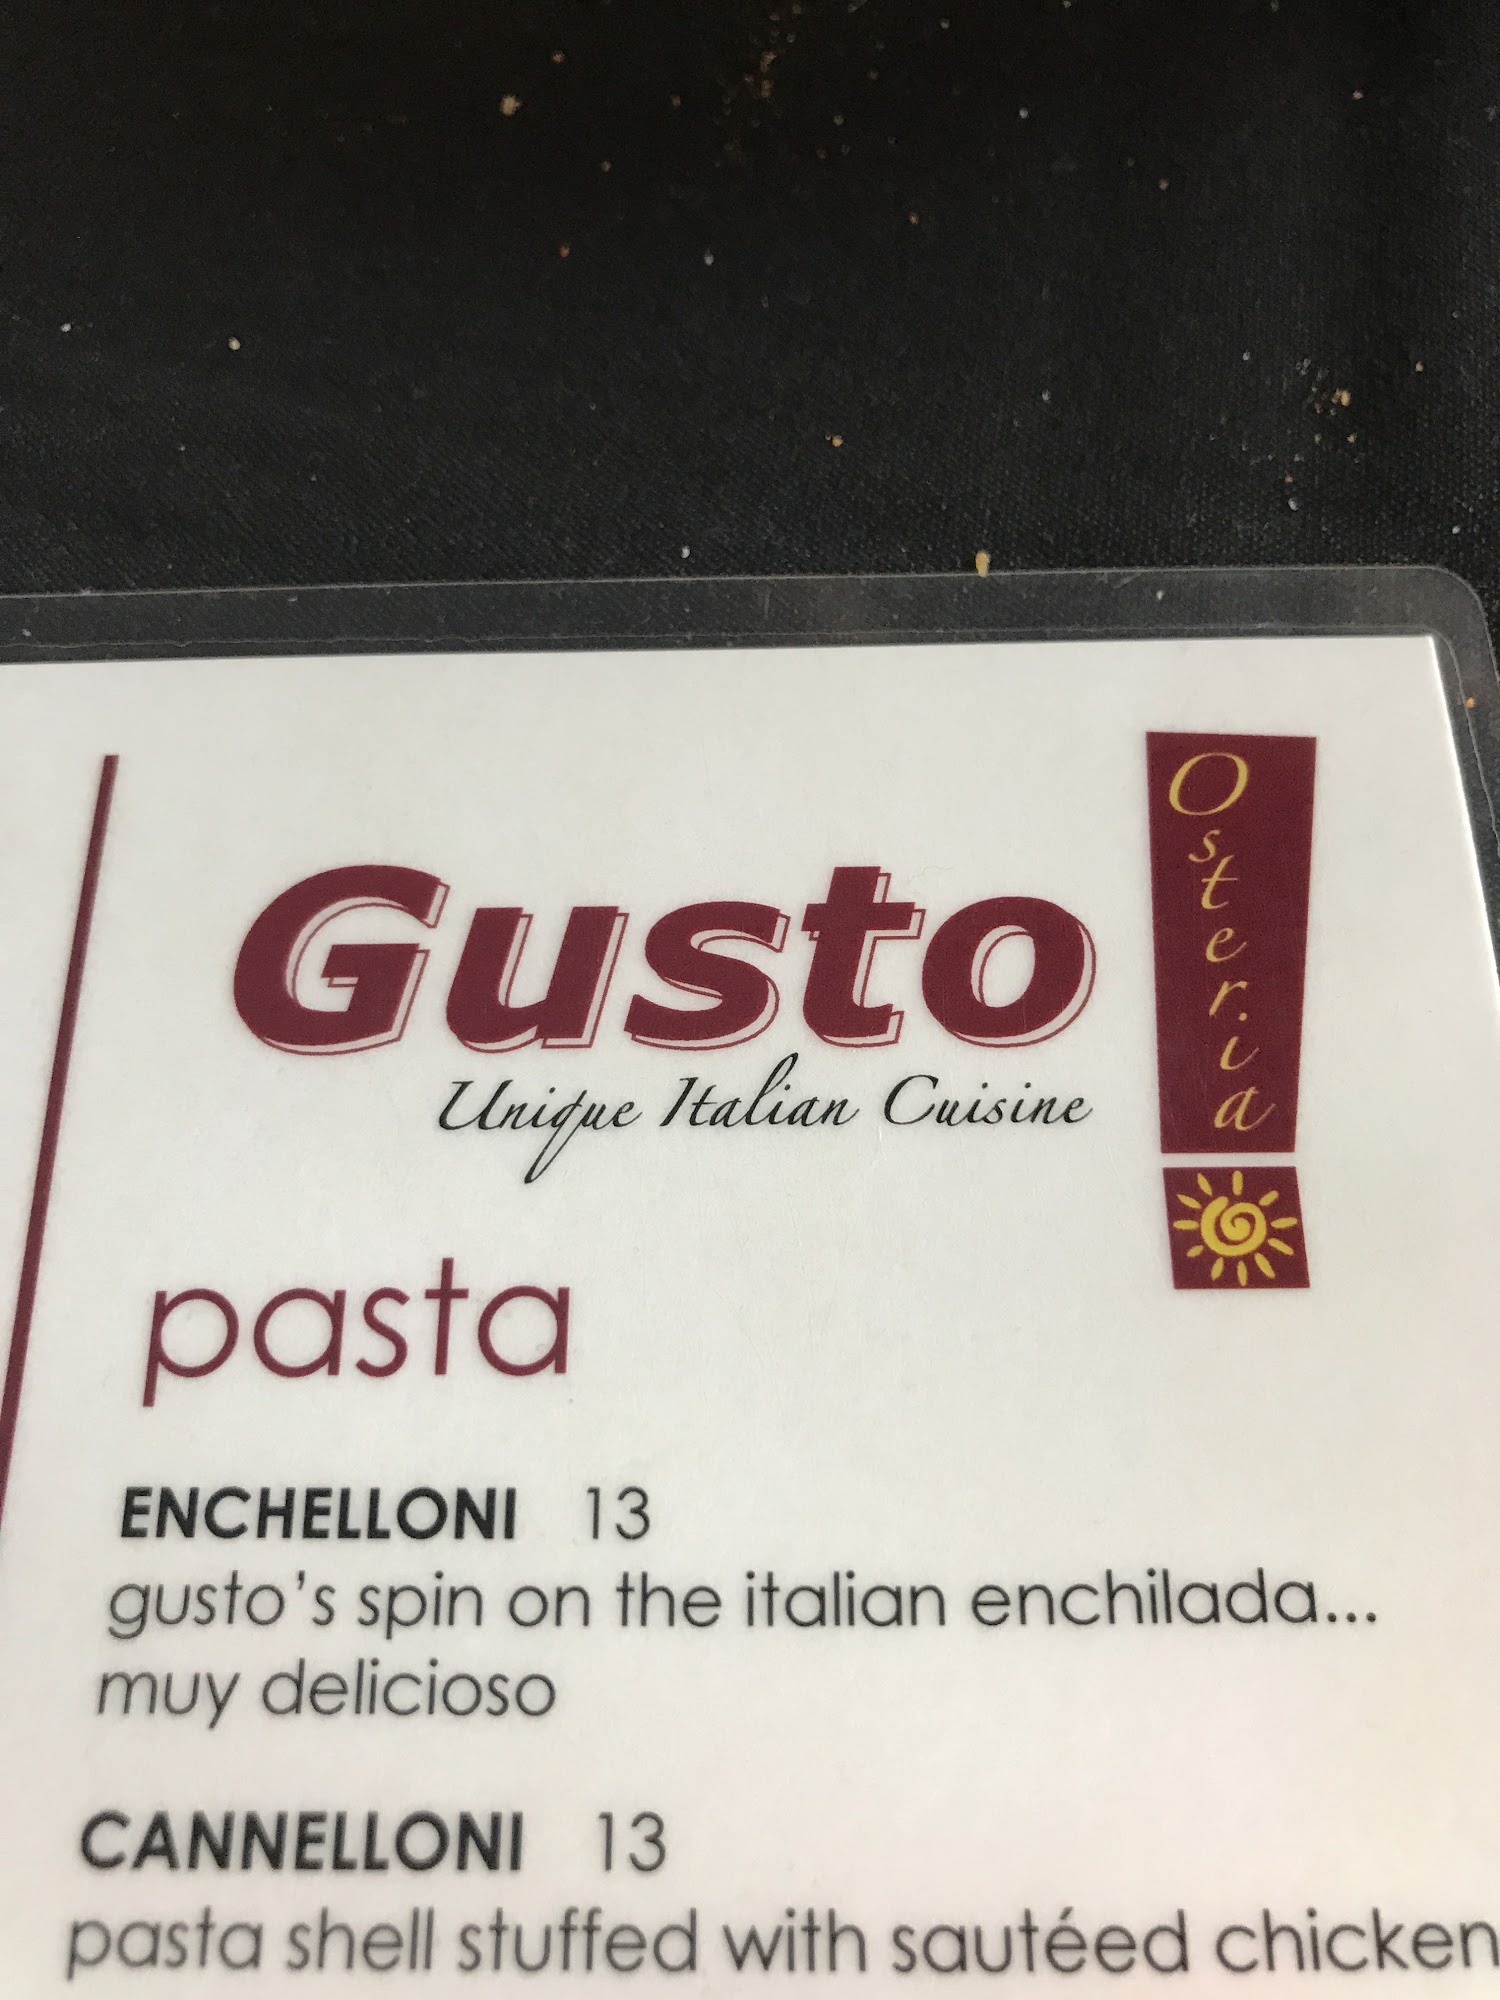 Gusto
Osteria
Unique Italian Cuisine
pasta
ENCHELLONI 13
gusto's spin on the italian enchilada...
muy delicioso
CANNELLONI 13
pasta shell stuffed with sautéed chicken